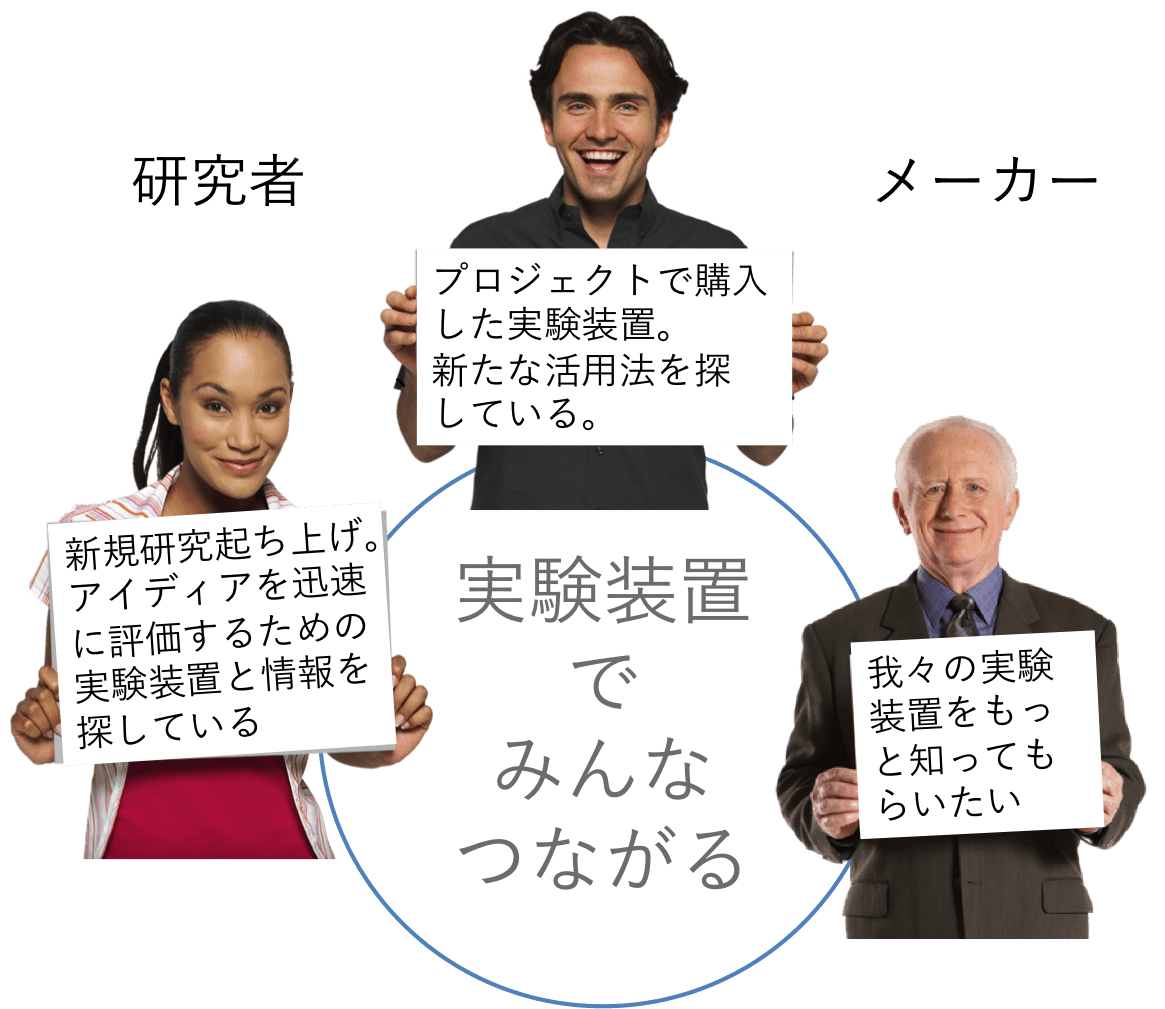 研究者
メーカー
プロジェクトで購入
した実験装置。
新たな活用法を探
している。
新規研究起ち上げ。
アイディアを迅速
に評価するための
実験装置と情報を
探している
我々の実験
装置をもっ
と知っても
らいたい
実験装置
で
みんな
つながる